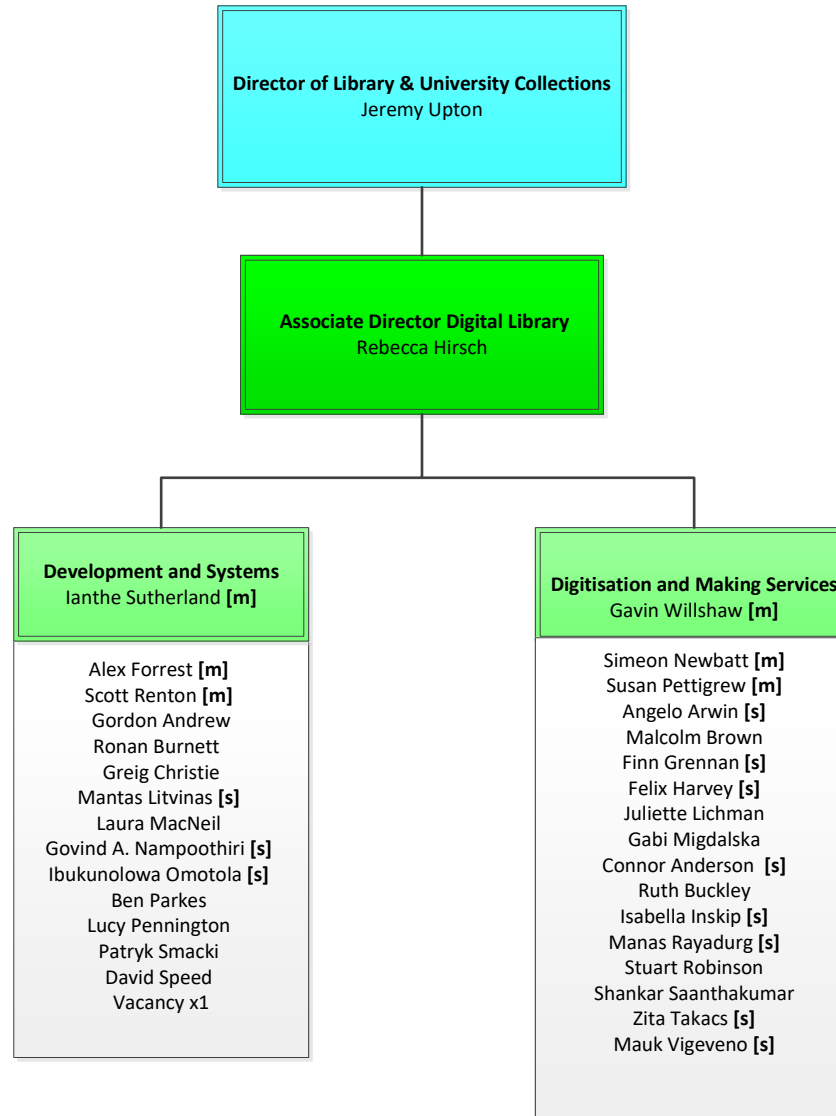 Director of Library & University Collections
Jeremy Upton
Associate Director Digital Library
Rebecca Hirsch
Development and Systems
Ianthe Sutherland [m]
Alex Forrest [m]
Scott Renton [m]
Gordon Andrew
Ronan Burnett
Greig Christie
Mantas Litvinas [s]
Laura MacNeil
Govind A. Nampoothiri [s]
Ibukunolowa Omotola [s]
Ben Parkes
Lucy Pennington
Patryk Smacki
David Speed
Vacancy x1
Digitisation and Making Services
Gavin Willshaw [m]
Simeon Newbatt [m]
Susan Pettigrew [m]
Angelo Arwin [s]
Malcolm Brown
Finn Grennan [s]
Felix Harvey [s]
Juliette Lichman
Gabi Migdalska
Connor Anderson [s]
Ruth Buckley
Isabella Inskip [s]
Manas Rayadurg [s]
Stuart Robinson
Shankar Saanthakumar
Zita Takacs [s]
Mauk Vigeveno [s]